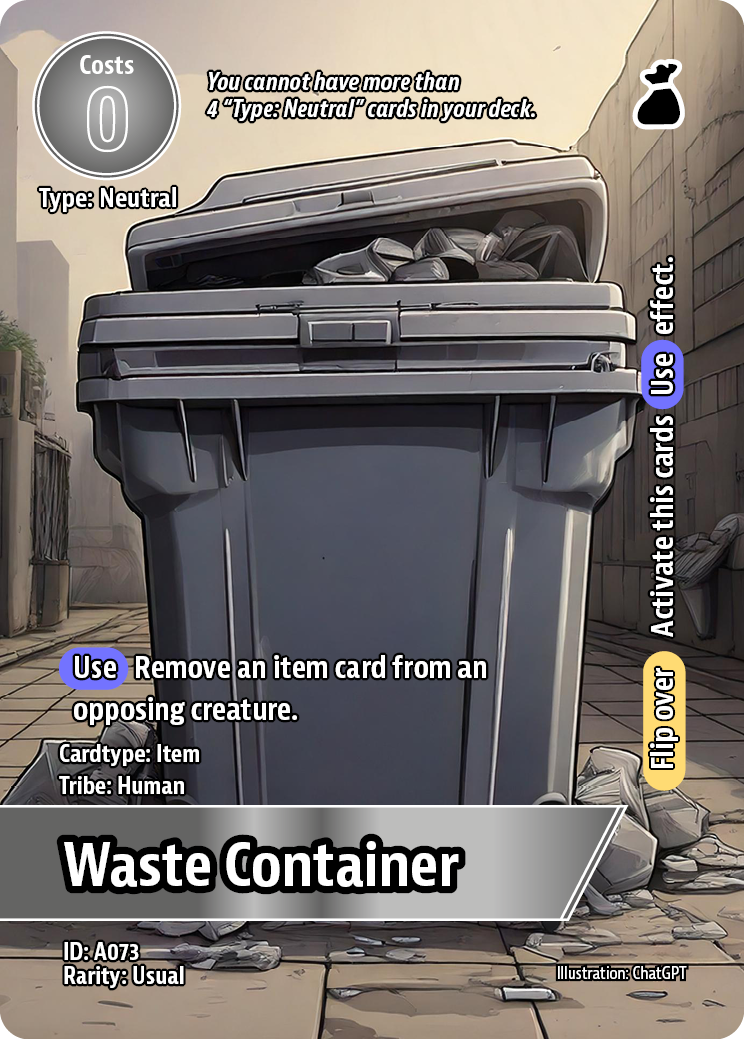 Costs
0
You cannot have more than
4 “Type: Neutral” cards in your deck.
Type: Neutral
Flip over Activate this cards Use effect.
Use Remove an item card from an
opposing creature.
Cardtype: Item
Tribe: Human
Waste Container
ID: A073
Rarity: Usual
Illustration: ChatGPT